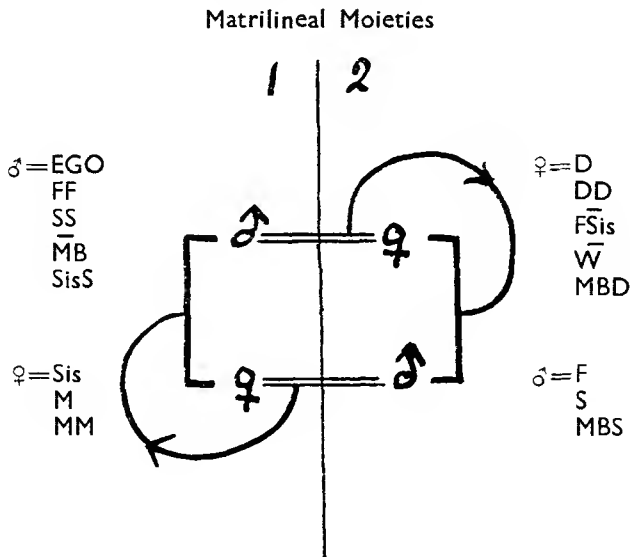 Matrilineal Moieties
1 2
♂=EGO
FF
SS
M̅B
SisS
♀=D
DD
FS̅is
W̅
MBD
♂ ♀
♀=Sis
M
MM
♀ ♂
♂=F
S
MBS